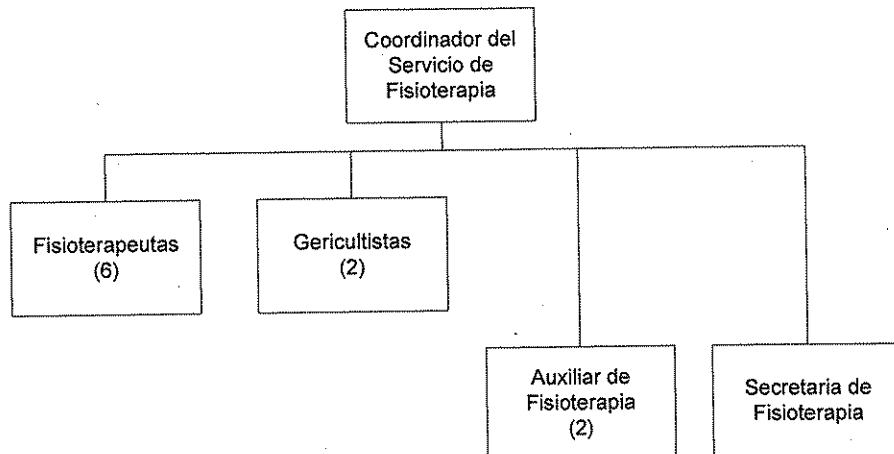 Coordinador del
Servicio de
Fisioterapia
Fisioterapeutas
(6)
Gericultistas
(2)
Auxiliar de
Fisioterapia
(2)
Secretaria de
Fisioterapia